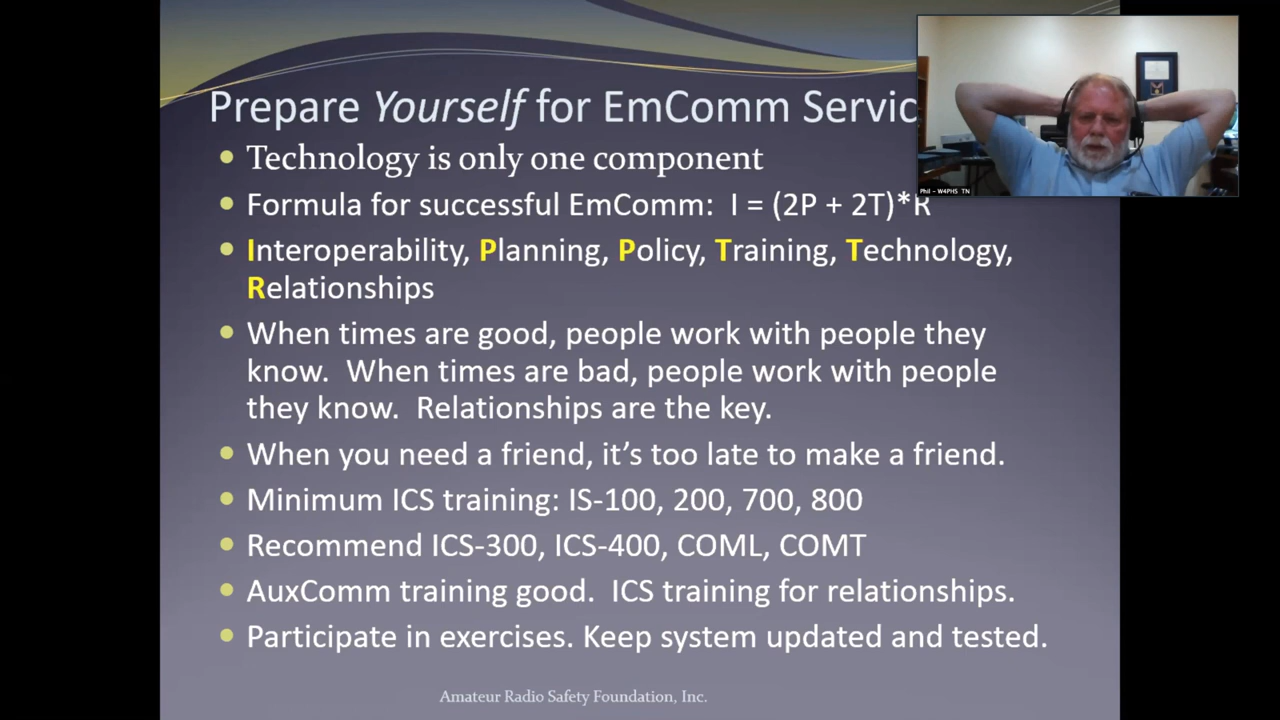 Prepare Yourself for EmComm Servic
Technology is only one component
Formula for successful EmComm: I = (2P + 2T)*R
Interoperability, Planning, Policy, Training, Technology,
Relationships
When times are good, people work with people they
know. When times are bad, people work with people
they know. Relationships are the key.
When you need a friend, it's too late to make a friend.
Minimum ICS training: IS-100, 200, 700, 800
Recommend ICS-300, ICS-400, COML, COMT
AuxComm training good. ICS training for relationships.
Participate in exercises. Keep system updated and tested.
Amateur Radio Safety Foundation, Inc.
Phil - W4PHS TN